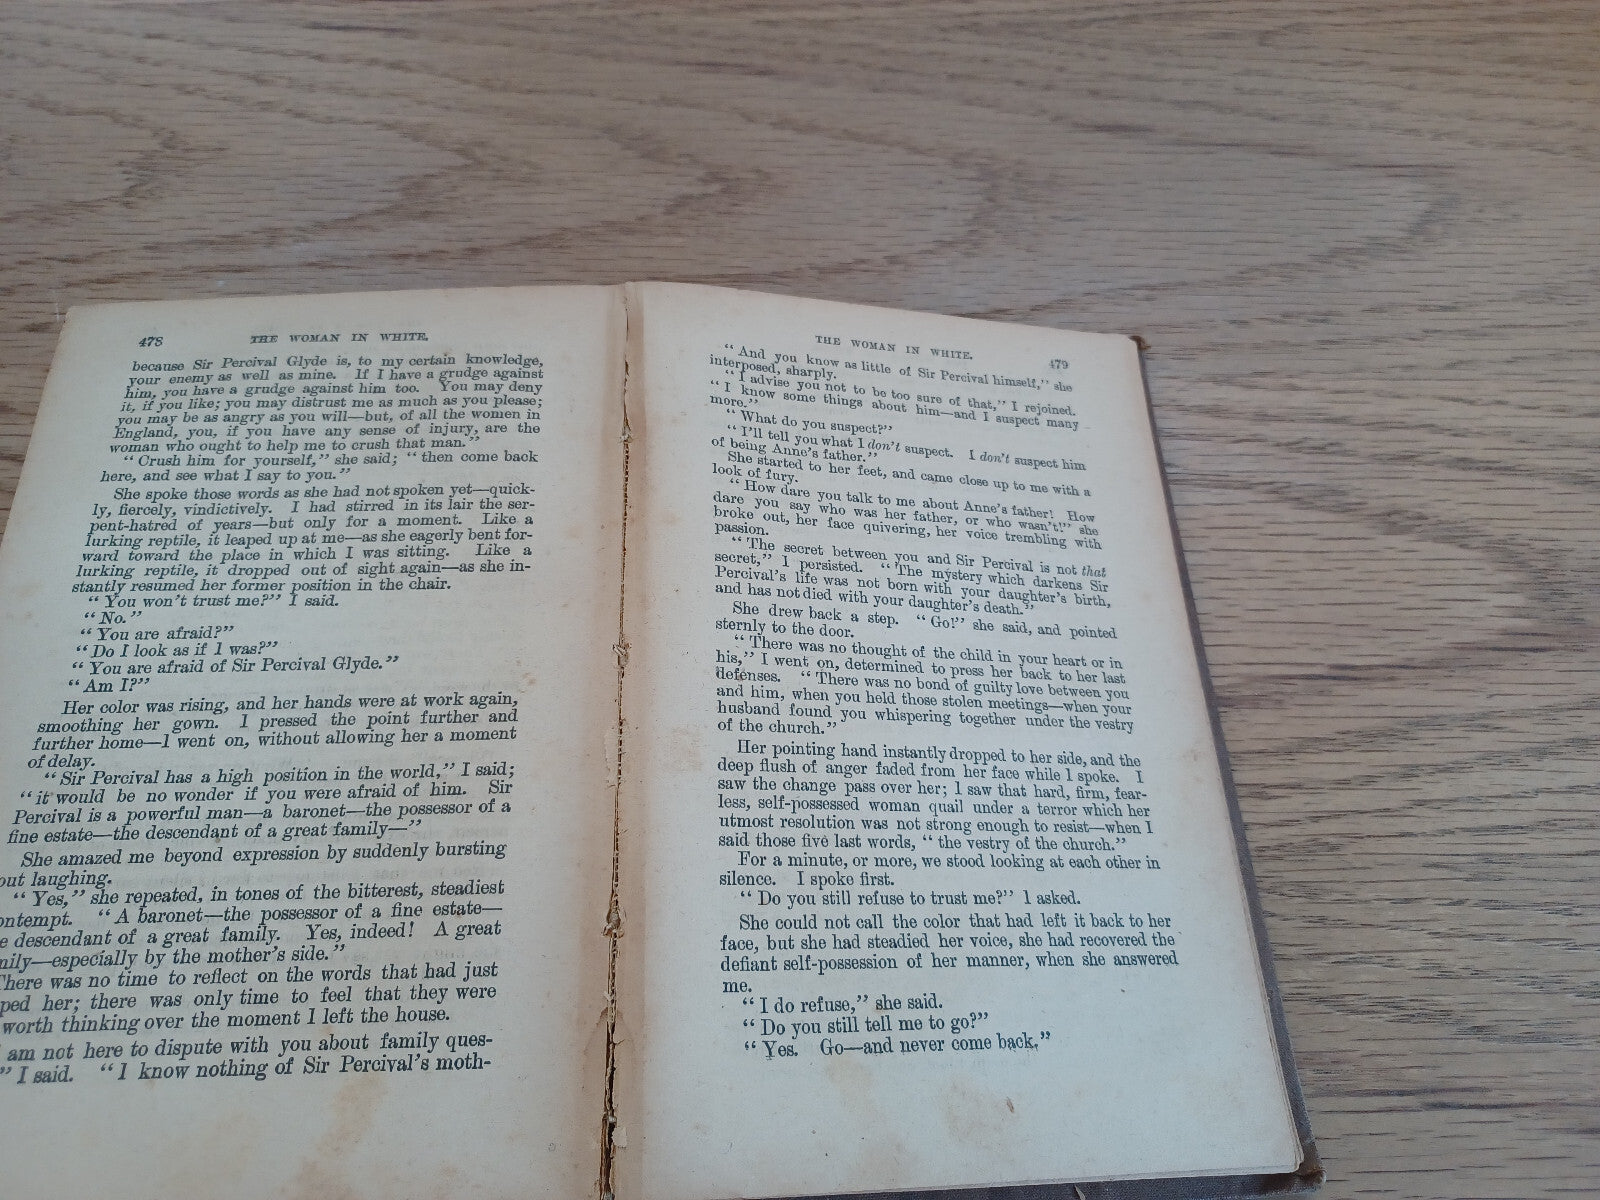 478 THE WOMAN IN WHITE.
because Sir Percival Glyde is, to my certain knowledge,
your enemy as well as mine. If I have a grudge against
him, you have a grudge against him too. You may deny
it, if you like; you may distrust me as much as you please;
you may be as angry as you will—but, of all the women in
England, you, if you have any sense of injury, are the
woman who ought to help me to crush that man.”
“Crush him for yourself,” she said; “then come back
here, and see what I say to you.”
She spoke those words as she had not spoken yet—quick-
ly, fiercely, vindictively. I had stirred in its lair the ser-
pent-hatred of years—but only for a moment. Like a
lurking reptile, it leaped up at me—as she eagerly bent for-
ward toward the place in which I was sitting. Like a
lurking reptile, it dropped out of sight again—as she in-
stantly resumed her former position in the chair.
“You won't trust me?” I said.
“No.”
“You are afraid?”
“Do I look as if I was?”
“You are afraid of Sir Percival Glyde.”
“Am I?”
Her color was rising, and her hands were at work again,
smoothing her gown. I pressed the point further and
further home—I went on, without allowing her a moment
of delay.
“Sir Percival has a high position in the world,” I said;
“it would be no wonder if you were afraid of him. Sir
Percival is a powerful man—a baronet—the possessor of a
fine estate—the descendant of a great family—”
She amazed me beyond expression by suddenly bursting
out laughing.
“Yes,” she repeated, in tones of the bitterest, steadiest
ontempt. “A baronet—the possessor of a fine estate—
e descendant of a great family. Yes, indeed! A great
mily—especially by the mother's side.”
There was no time to reflect on the words that had just
ped her; there was only time to feel that they were
worth thinking over the moment I left the house.
am not here to dispute with you about family ques-
” I said. “I know nothing of Sir Percival's moth-
THE WOMAN IN WHITE. 479
“And you know as little of Sir Percival himself,” she
interposed, sharply.
“I advise you not to be too sure of that,” I rejoined.
“I know some things about him—and I suspect many
more.”
“What do you suspect?”
“I'll tell you what I don't suspect. I don't suspect him
of being Anne's father.”
She started to her feet, and came close up to me with a
look of fury.
“How dare you talk to me about Anne's father! How
dare you say who was her father, or who wasn't!” she
broke out, her face quivering, her voice trembling with
passion.
“The secret between you and Sir Percival is not that
secret,” I persisted. “The mystery which darkens Sir
Percival's life was not born with your daughter's birth,
and has not died with your daughter's death.”
She drew back a step. “Go!” she said, and pointed
sternly to the door.
“There was no thought of the child in your heart or in
his,” I went on, determined to press her back to her last
defenses. “There was no bond of guilty love between you
and him, when you held those stolen meetings—when your
husband found you whispering together under the vestry
of the church.”
Her pointing hand instantly dropped to her side, and the
deep flush of anger faded from her face while I spoke. I
saw the change pass over her; I saw that hard, firm, fear-
less, self-possessed woman quail under a terror which her
utmost resolution was not strong enough to resist—when I
said those five last words, “the vestry of the church.”
For a minute, or more, we stood looking at each other in
silence. I spoke first.
“Do you still refuse to trust me?” I asked.
She could not call the color that had left it back to her
face, but she had steadied her voice, she had recovered the
defiant self-possession of her manner, when she answered
me.
“I do refuse,” she said.
“Do you still tell me to go?”
“Yes. Go—and never come back.”